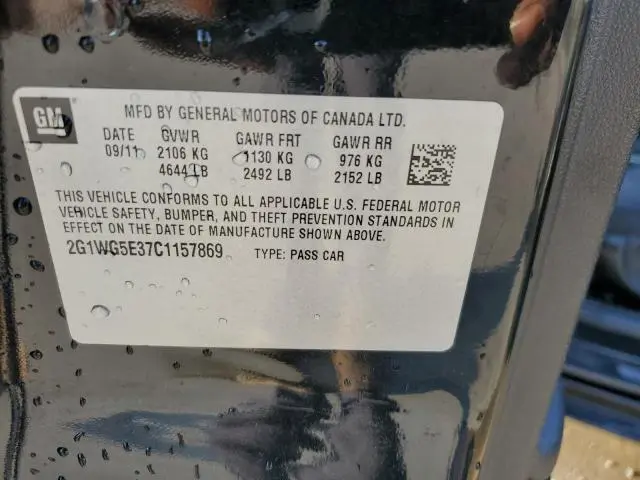 GM
MFD BY GENERAL MOTORS OF CANADA LTD.
DATE GVWR GAWR FRT GAWR RR
09/11 2106 KG 1130 KG 976 KG
4644 LB 2492 LB 2152 LB
THIS VEHICLE CONFORMS TO ALL APPLICABLE U.S. FEDERAL MOTOR
VEHICLE SAFETY, BUMPER, AND THEFT PREVENTION STANDARDS IN
EFFECT ON THE DATE OF MANUFACTURE SHOWN ABOVE.
2G1WG5E37C1157869 TYPE: PASS CAR